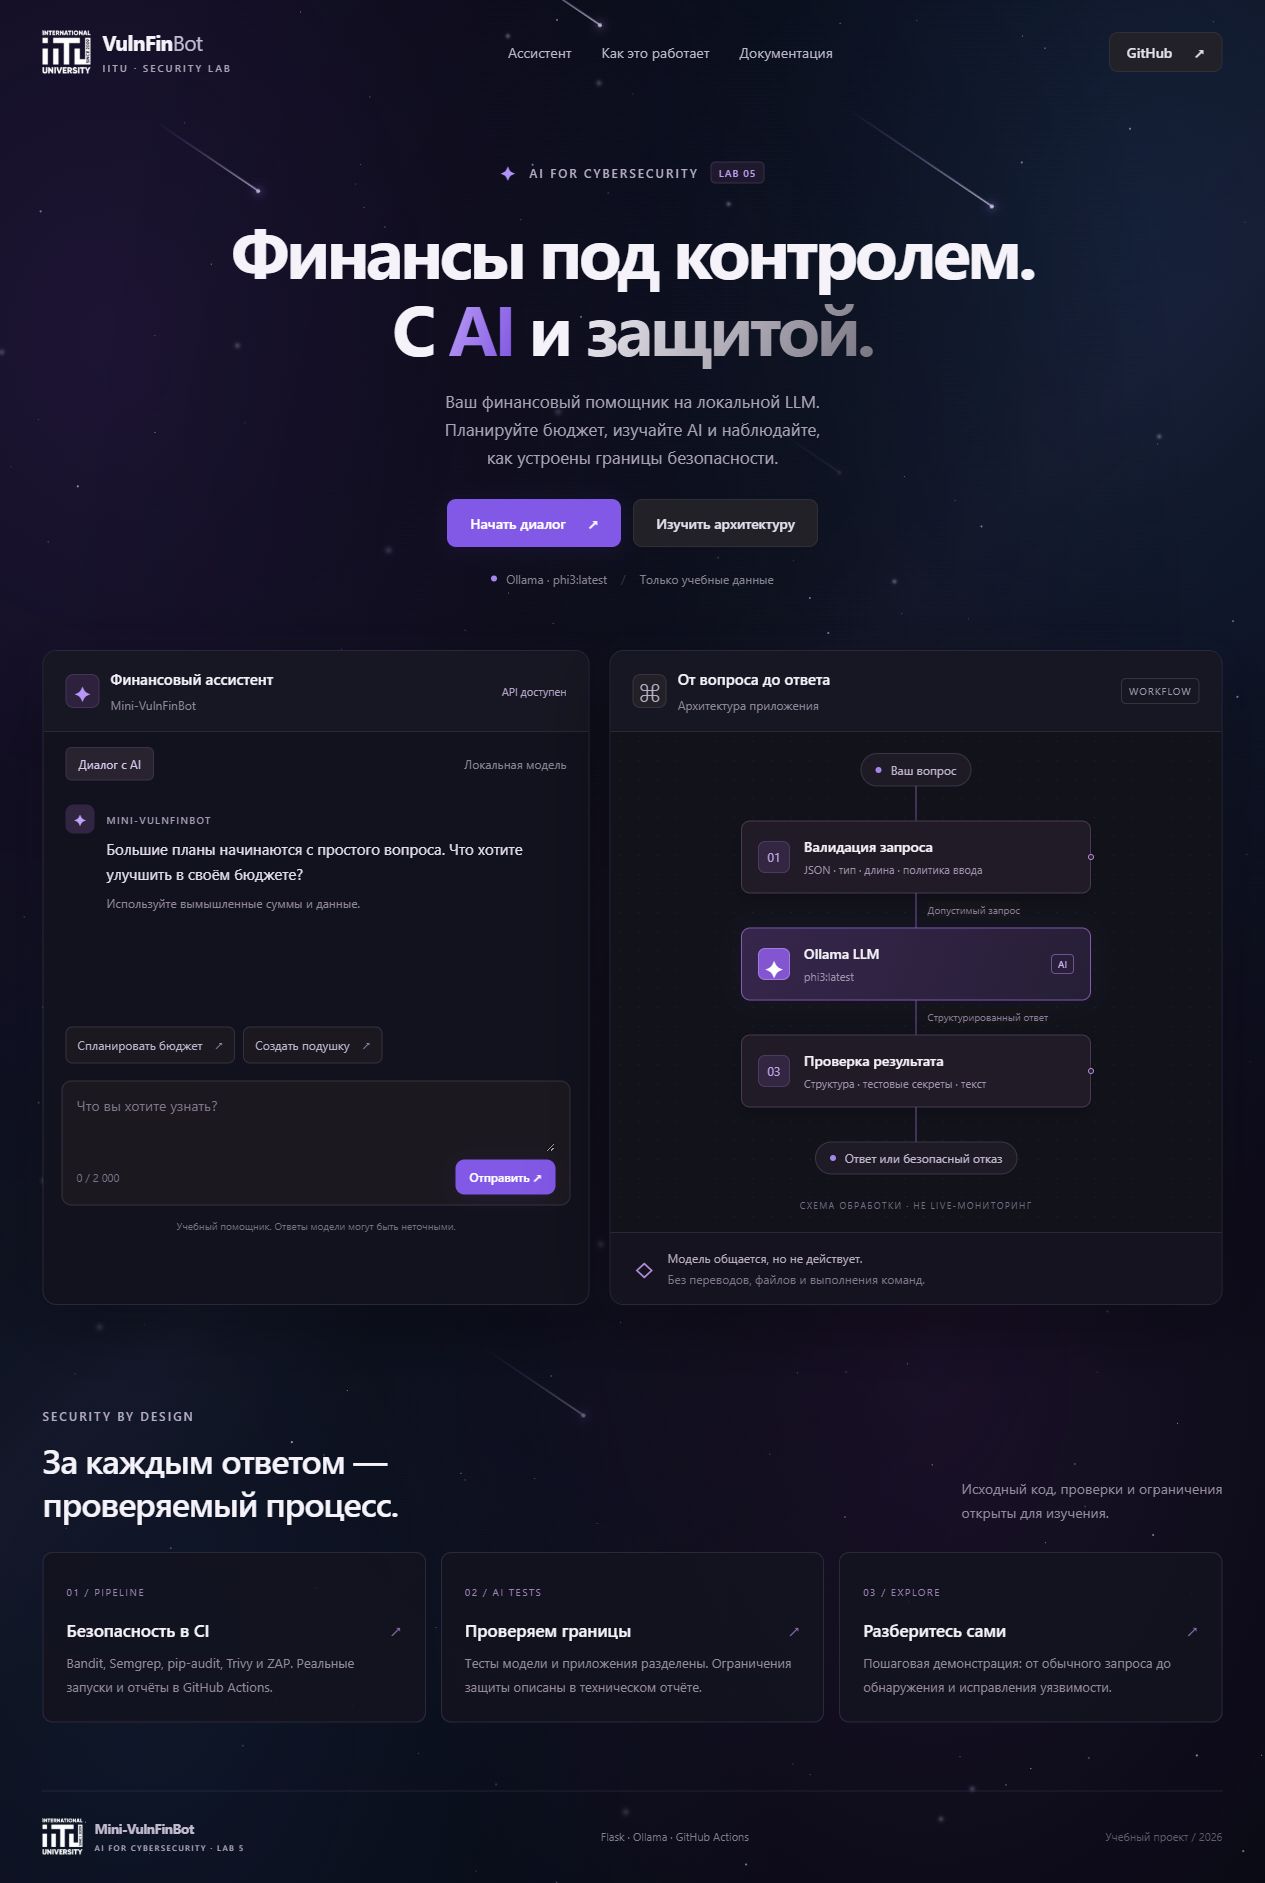 INTERNATIONAL
iITU
UNIVERSITY
VulnFinBot
IITU · SECURITY LAB
Ассистент
Как это работает
Документация
GitHub ↗
AI FOR CYBERSECURITY
LAB 05
Финансы под контролем.
С AI и защитой.
Ваш финансовый помощник на локальной LLM.
Планируйте бюджет, изучайте AI и наблюдайте,
как устроены границы безопасности.
Начать диалог ↗
Изучить архитектуру
Ollama · phi3:latest / Только учебные данные
Финансовый ассистент
Mini-VulnFinBot
API доступен
Диалог с AI
Локальная модель
MINI-VULNFINBOT
Большие планы начинаются с простого вопроса. Что хотите
улучшить в своём бюджете?
Используйте вымышленные суммы и данные.
Спланировать бюджет ↗
Создать подушку ↗
Что вы хотите узнать?
0 / 2 000
Отправить ↗
Учебный помощник. Ответы модели могут быть неточными.
От вопроса до ответа
Архитектура приложения
WORKFLOW
Ваш вопрос
01
Валидация запроса
JSON · тип · длина · политика ввода
Допустимый запрос
Ollama LLM
phi3:latest
AI
Структурированный ответ
03
Проверка результата
Структура · тестовые секреты · текст
Ответ или безопасный отказ
СХЕМА ОБРАБОТКИ · НЕ LIVE-МОНИТОРИНГ
Модель общается, но не действует.
Без переводов, файлов и выполнения команд.
SECURITY BY DESIGN
За каждым ответом —
проверяемый процесс.
Исходный код, проверки и ограничения
открыты для изучения.
01 / PIPELINE
Безопасность в CI ↗
Bandit, Semgrep, pip-audit, Trivy и ZAP. Реальные
запуски и отчёты в GitHub Actions.
02 / AI TESTS
Проверяем границы ↗
Тесты модели и приложения разделены. Ограничения
защиты описаны в техническом отчёте.
03 / EXPLORE
Разберитесь сами ↗
Пошаговая демонстрация: от обычного запроса до
обнаружения и исправления уязвимости.
INTERNATIONAL
iITU
UNIVERSITY
Mini-VulnFinBot
AI FOR CYBERSECURITY · LAB 5
Flask · Ollama · GitHub Actions
Учебный проект / 2026